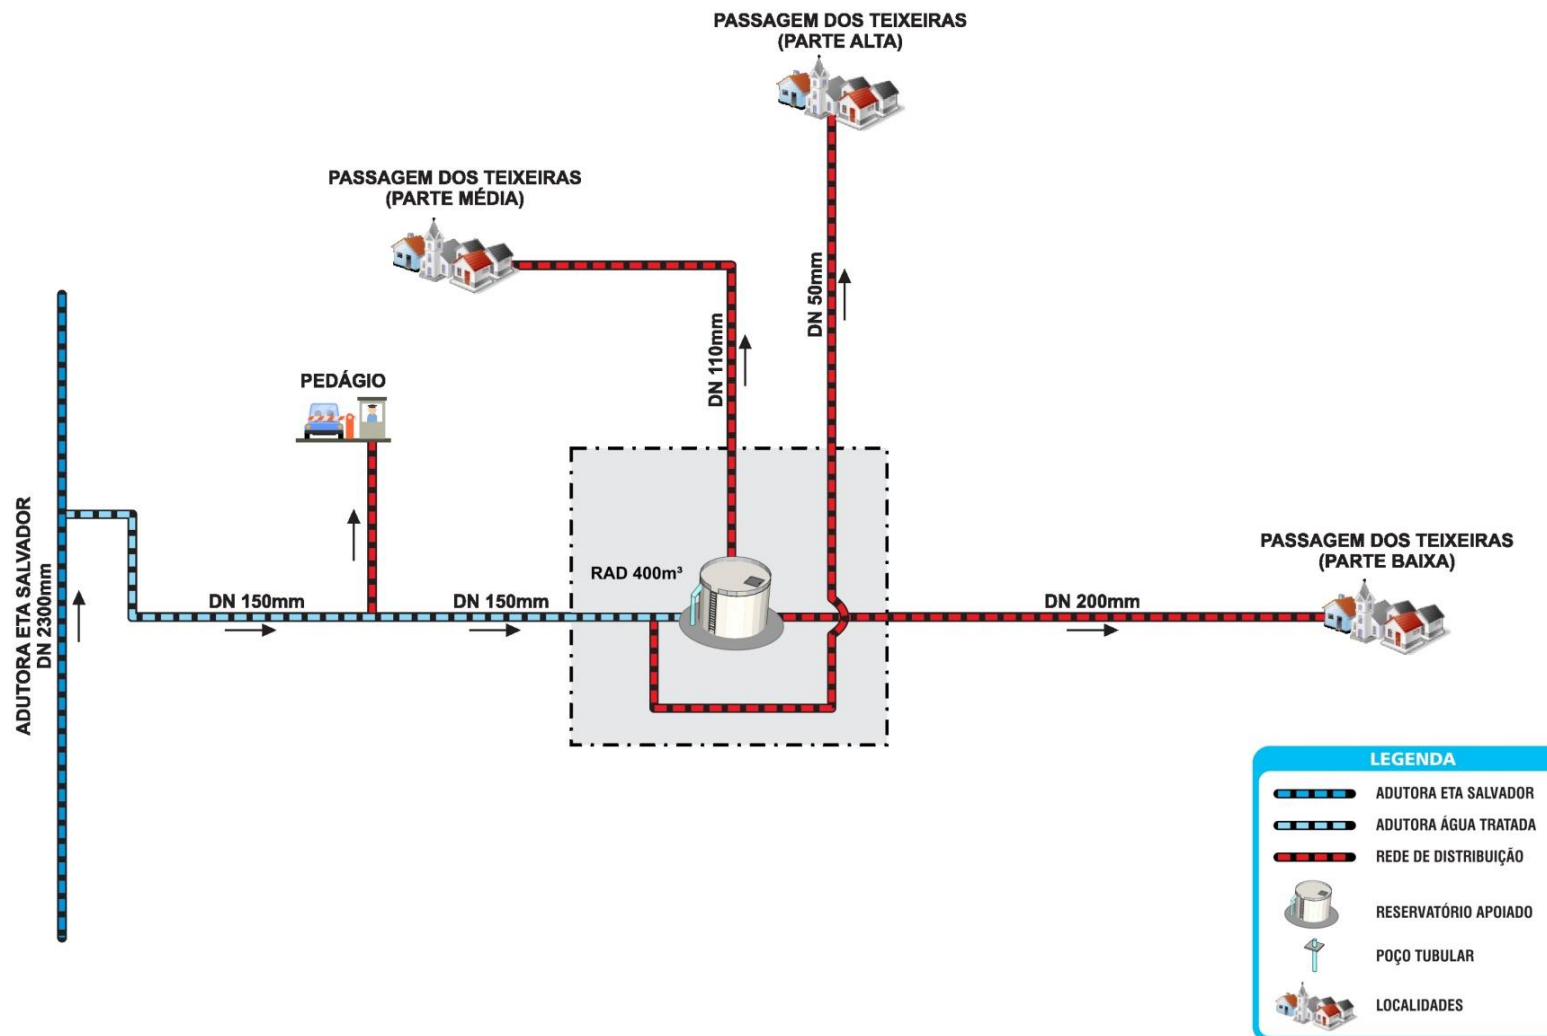 PASSAGEM DOS TEIXEIRAS
(PARTE ALTA)
PASSAGEM DOS TEIXEIRAS
(PARTE MÉDIA)
DN 50mm
DN 110mm
PEDÁGIO
ADUTORA ETA SALVADOR
DN 2300mm
DN 150mm
DN 150mm
RAD 400m³
DN 200mm
PASSAGEM DOS TEIXEIRAS
(PARTE BAIXA)
LEGENDA
ADUTORA ETA SALVADOR
ADUTORA ÁGUA TRATADA
REDE DE DISTRIBUIÇÃO
RESERVATÓRIO APOIADO
POÇO TUBULAR
LOCALIDADES